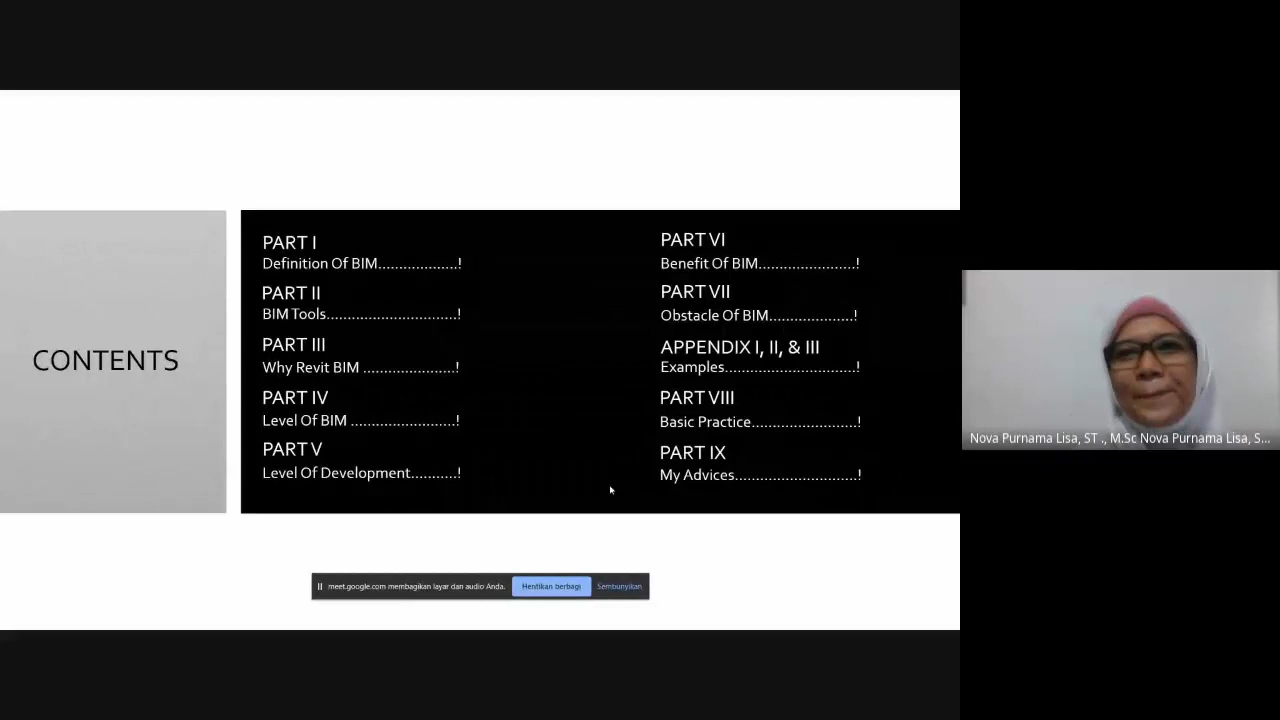 CONTENTS
PART I
Definition Of BIM...................!
PART II
BIM Tools...............................!
PART III
Why Revit BIM ......................!
PART IV
Level Of BIM .........................!
PART V
Level Of Development...........!
PART VI
Benefit Of BIM.......................!
PART VII
Obstacle Of BIM....................!
APPENDIX I, II, & III
Examples................................!
PART VIII
Basic Practice..........................!
PART IX
My Advices..............................!
Nova Purnama Lisa, ST ., M.Sc Nova Purnama Lisa, S...
meet.google.com membagikan layar dan audio Anda.
Hentikan berbagi
Sembunyikan